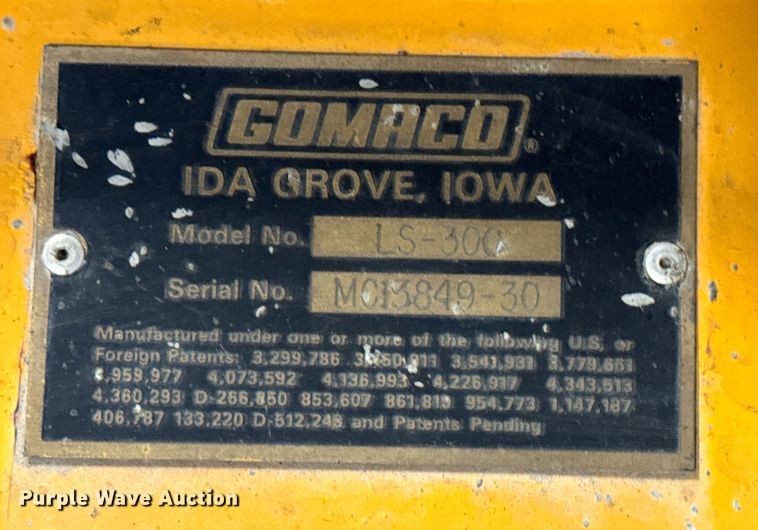 GOMACO®
IDA GROVE, IOWA
Model No. LS-300
Serial No. M013849-30
Manufactured under one or more of the following U.S. or
Foreign Patents: 3,299,786 3,541,931 3,779,661
4,073,592 4,136,993 4,226,917 4,343,513
4,360,293 D-266,850 853,607 861,813 954,773 1,147,187
406,787 133,220 D-512,248 and Patents Pending
Purple Wave Auction